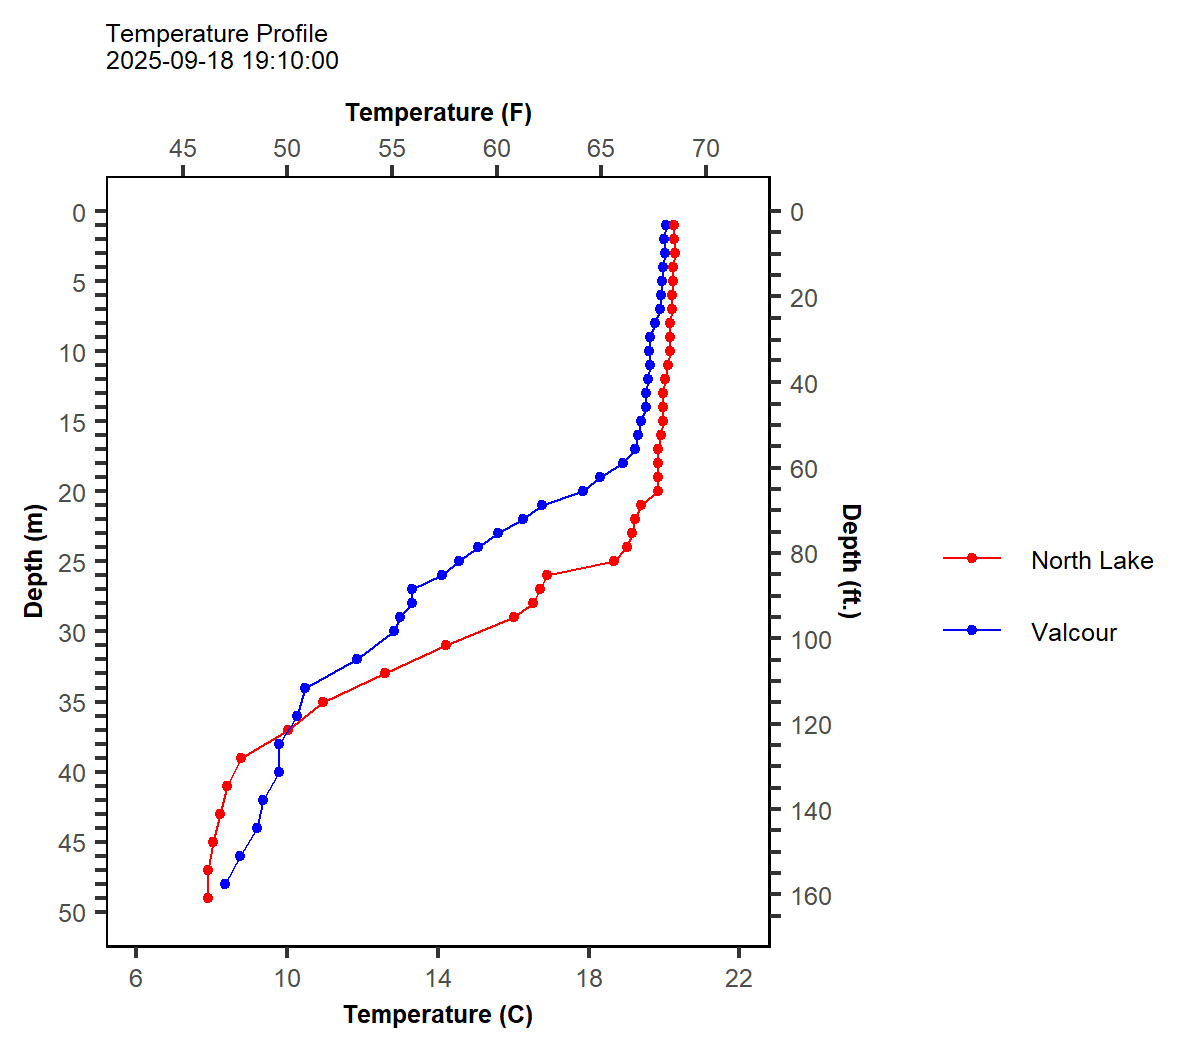 Temperature Profile
2025-09-18 19:10:00
Temperature (F)
45 50 55 60 65 70
Depth (m)
0
5
10
15
20
25
30
35
40
45
50
0
20
40
60
80
100
120
140
160
Depth (ft.)
6 10 14 18 22
Temperature (C)
North Lake
Valcour